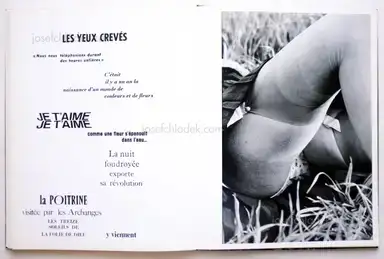 josefchladek.com
LES YEUX CREVÉS
« Nous nous téléphonions durant
des heures entières »
C'était
il y a un an la
naissance d'un monde de
couleurs et de fleurs
JE T'AIME
JE T'AIME
comme une fleur s'épanouit
dans l'eau...
josefchladek.com
La nuit
foudroyée
exporte
sa révolution
la POITRINE
visitée par les Archanges
LES TREIZE
SOLEILS DE
LA FOLIE DE DIEU
y viennent